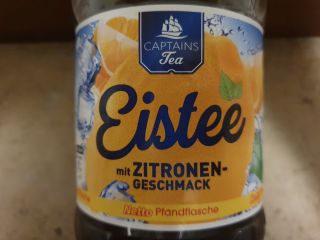 CAPTAINS
Tea
Eistee
mit ZITRONEN-
GESCHMACK
Netto Pfandflasche